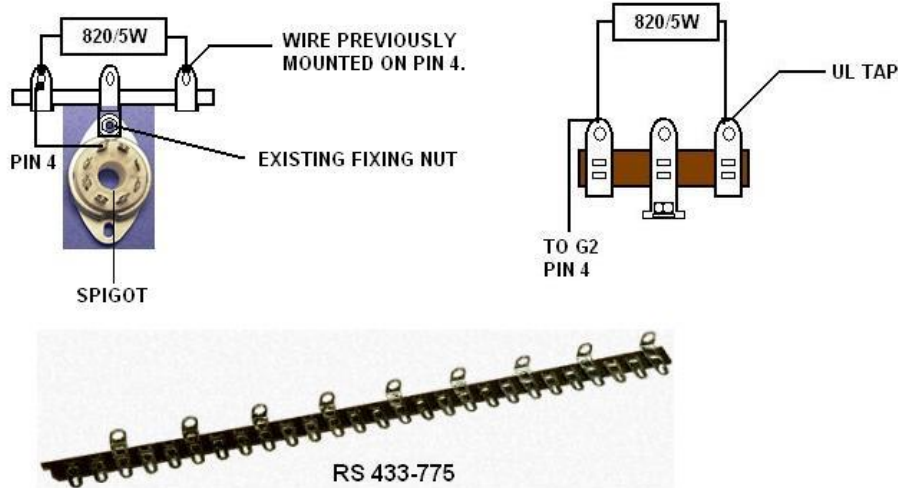 820/5W
WIRE PREVIOUSLY
MOUNTED ON PIN 4.
PIN 4
EXISTING FIXING NUT
SPIGOT
820/5W
UL TAP
TO G2
PIN 4
RS 433-775